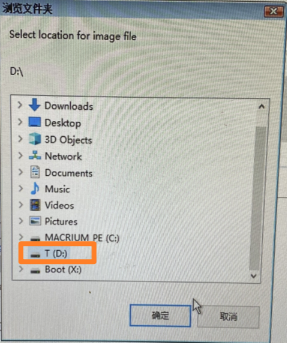 浏览文件夹
Select location for image file
D:\
Downloads
Desktop
3D Objects
Network
Documents
Music
Videos
Pictures
MACRIUM PE (C:)
T (D:)
Boot (X:)
确定
取消